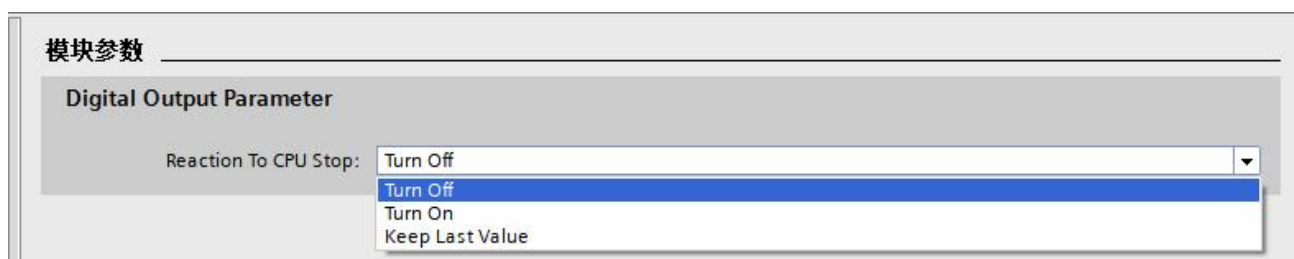 模块参数
Digital Output Parameter
Reaction To CPU Stop: Turn Off
Turn Off
Turn On
Keep Last Value